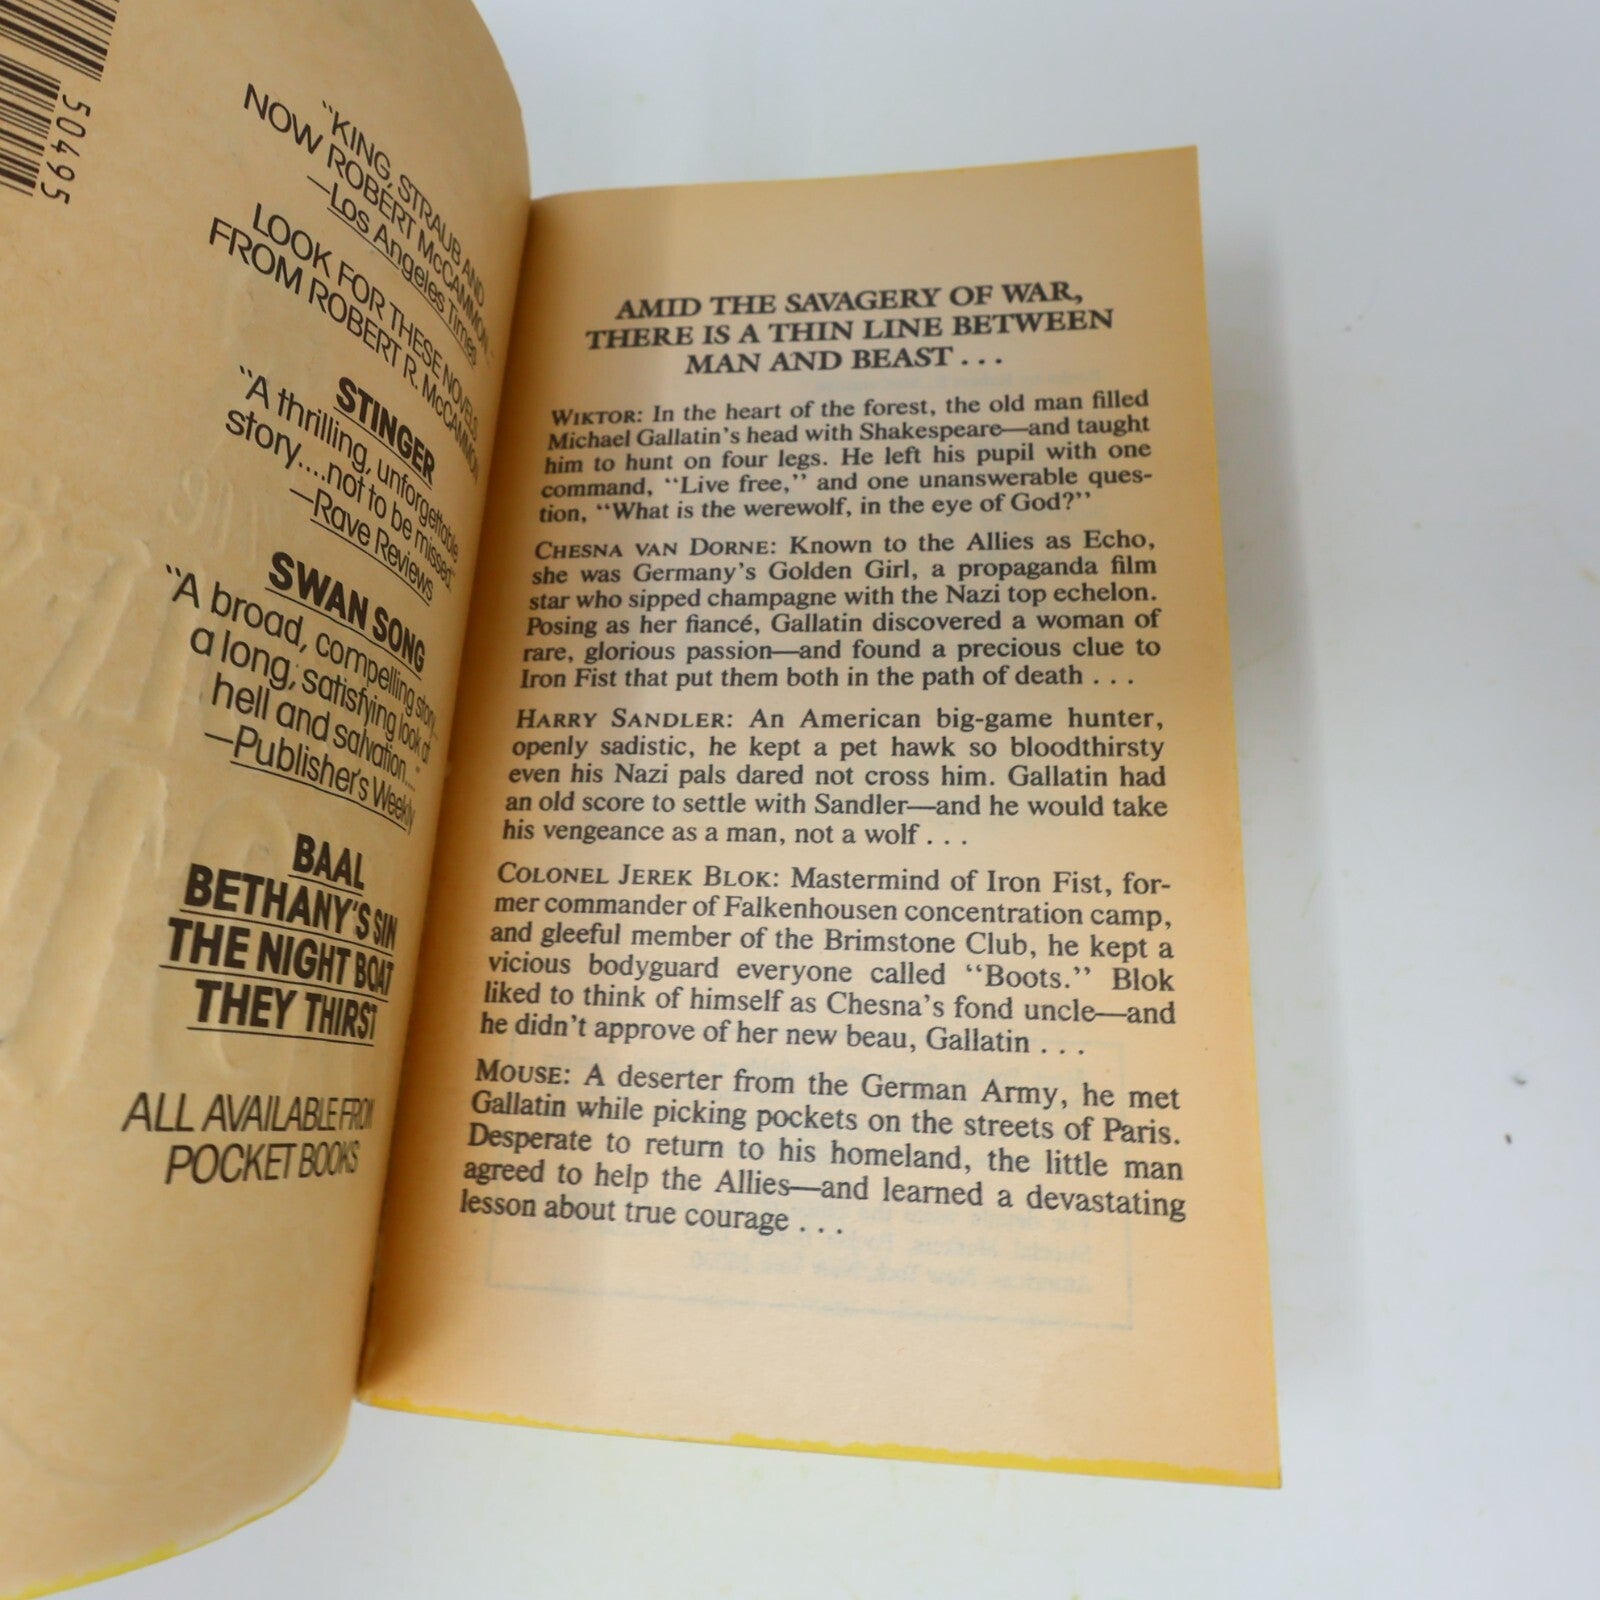 50495
"KING, STRAUB AND
NOW ROBERT McCAMMON."
—Los Angeles Times
LOOK FOR THESE NOVELS
FROM ROBERT R. McCAMMON
STINGER
"A thrilling, unforgettable
story....not to be missed."
—Rave Reviews
SWAN SONG
"A broad, compelling story—
a long, satisfying look at
hell and salvation...."
—Publisher's Weekly
BAAL
BETHANY'S SIN
THE NIGHT BOAT
THEY THIRST
ALL AVAILABLE FROM
POCKET BOOKS
AMID THE SAVAGERY OF WAR,
THERE IS A THIN LINE BETWEEN
MAN AND BEAST . . .
WIKTOR: In the heart of the forest, the old man filled
Michael Gallatin's head with Shakespeare—and taught
him to hunt on four legs. He left his pupil with one
command, "Live free," and one unanswerable ques-
tion, "What is the werewolf, in the eye of God?"
CHESNA VAN DORNE: Known to the Allies as Echo,
she was Germany's Golden Girl, a propaganda film
star who sipped champagne with the Nazi top echelon.
Posing as her fiancé, Gallatin discovered a woman of
rare, glorious passion—and found a precious clue to
Iron Fist that put them both in the path of death . . .
HARRY SANDLER: An American big-game hunter,
openly sadistic, he kept a pet hawk so bloodthirsty
even his Nazi pals dared not cross him. Gallatin had
an old score to settle with Sandler—and he would take
his vengeance as a man, not a wolf . . .
COLONEL JEREK BLOK: Mastermind of Iron Fist, for-
mer commander of Falkenhousen concentration camp,
and gleeful member of the Brimstone Club, he kept a
vicious bodyguard everyone called "Boots." Blok
liked to think of himself as Chesna's fond uncle—and
he didn't approve of her new beau, Gallatin . . .
MOUSE: A deserter from the German Army, he met
Gallatin while picking pockets on the streets of Paris.
Desperate to return to his homeland, the little man
agreed to help the Allies—and learned a devastating
lesson about true courage . . .